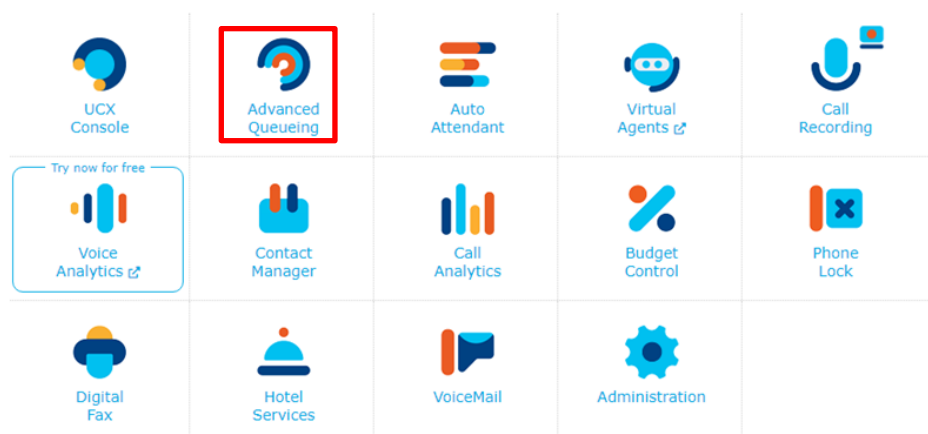 UCX
Console
Advanced
Queueing
Auto
Attendant
Virtual
Agents
Call
Recording
Try now for free
Voice
Analytics
Contact
Manager
Call
Analytics
Budget
Control
Phone
Lock
Digital
Fax
Hotel
Services
VoiceMail
Administration